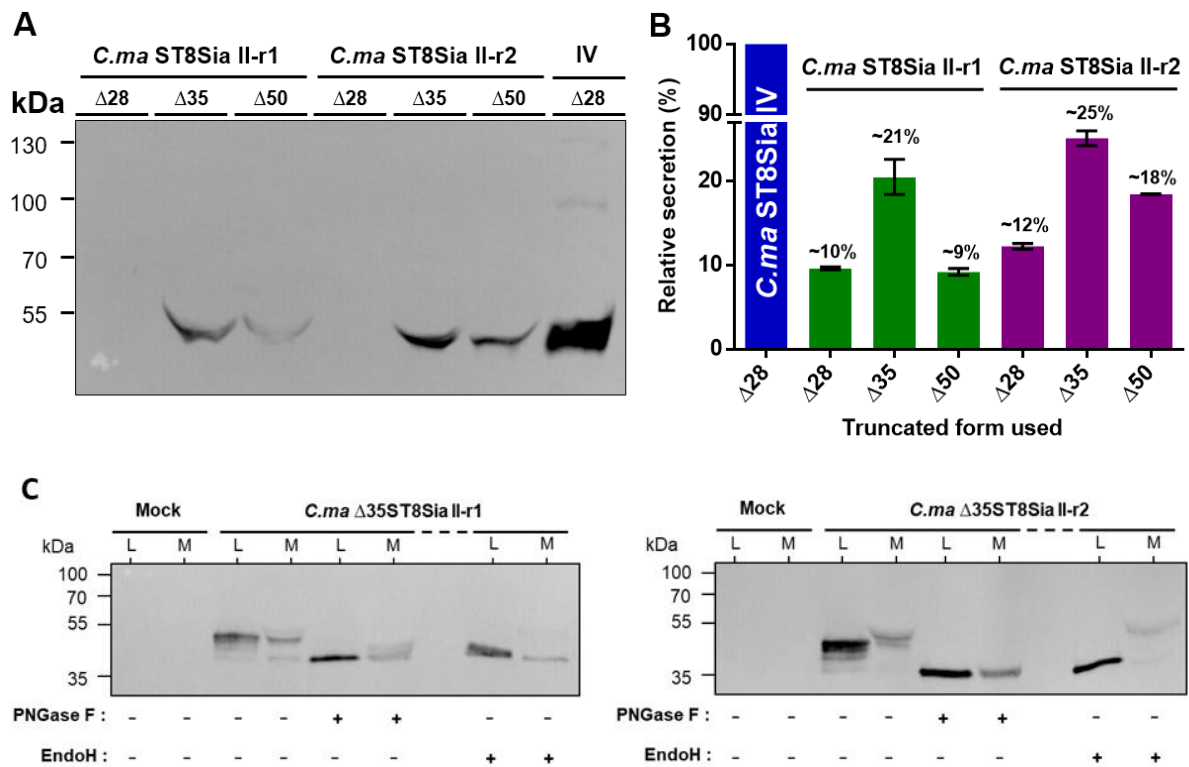 A
C.ma ST8Sia II-r1 C.ma ST8Sia II-r2 IV
kDa Δ28 Δ35 Δ50 Δ28 Δ35 Δ50 Δ28
130
100
70
55
B
Relative secretion (%)
100
90
20
10
0
C.ma ST8Sia IV
C.ma ST8Sia II-r1 C.ma ST8Sia II-r2
~10% ~21% ~9% ~12% ~25% ~18%
Δ28 Δ28 Δ35 Δ50 Δ28 Δ35 Δ50
Truncated form used
C
Mock C.ma Δ35ST8Sia II-r1
kDa L M L M L M L M
100
70
55
35
PNGase F : - - - - + + - -
EndoH : - - - - - - + +
Mock C.ma Δ35ST8Sia II-r2
kDa L M L M L M L M
100
70
55
35
PNGase F : - - - - + + - -
EndoH : - - - - - - + +